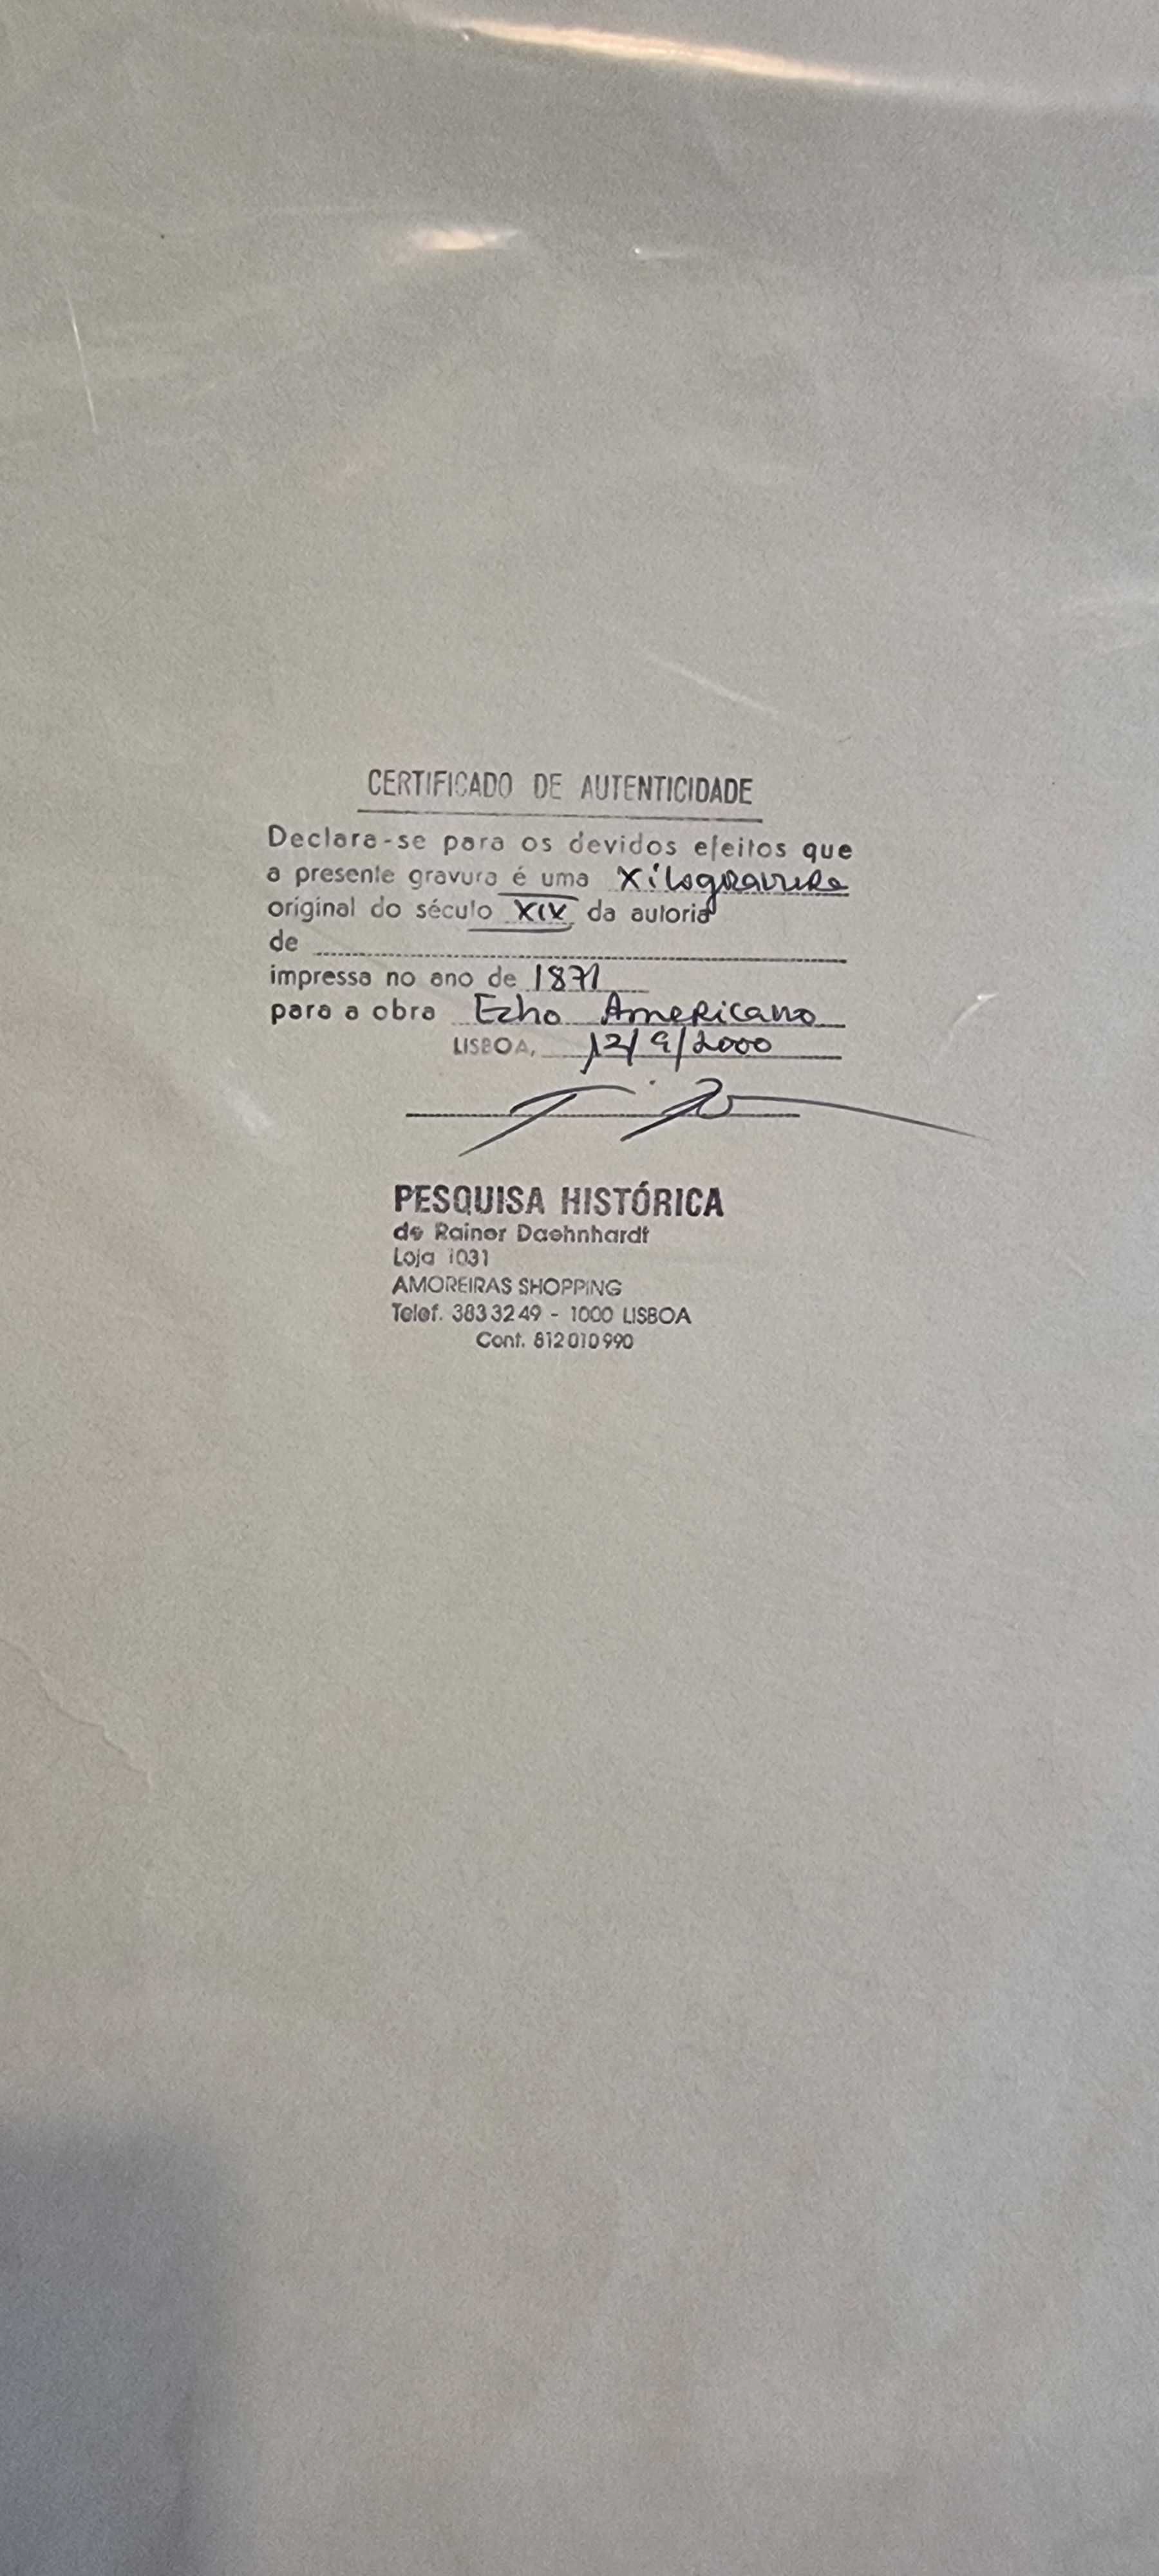 CERTIFICADO DE AUTENTICIDADE
Declara-se para os devidos efeitos que
a presente gravura é uma Xilogravura
original do século XIX da autoria
de
impressa no ano de 1871
para a obra Echo Americano
LISBOA, 12/9/2000
PESQUISA HISTÓRICA
de Rainer Daehnhardt
Loja 1031
AMOREIRAS SHOPPING
Telef. 383 32 49 - 1000 LISBOA
Cont. 812 010 990